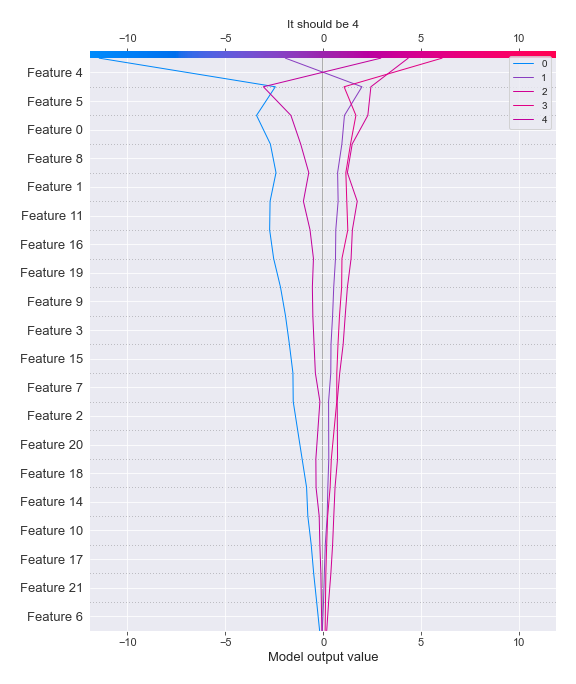 It should be 4
−10 −5 0 5 10
0
1
2
3
4
Feature 4
Feature 5
Feature 0
Feature 8
Feature 1
Feature 11
Feature 16
Feature 19
Feature 9
Feature 3
Feature 15
Feature 7
Feature 2
Feature 20
Feature 18
Feature 14
Feature 10
Feature 17
Feature 21
Feature 6
−10 −5 0 5 10
Model output value